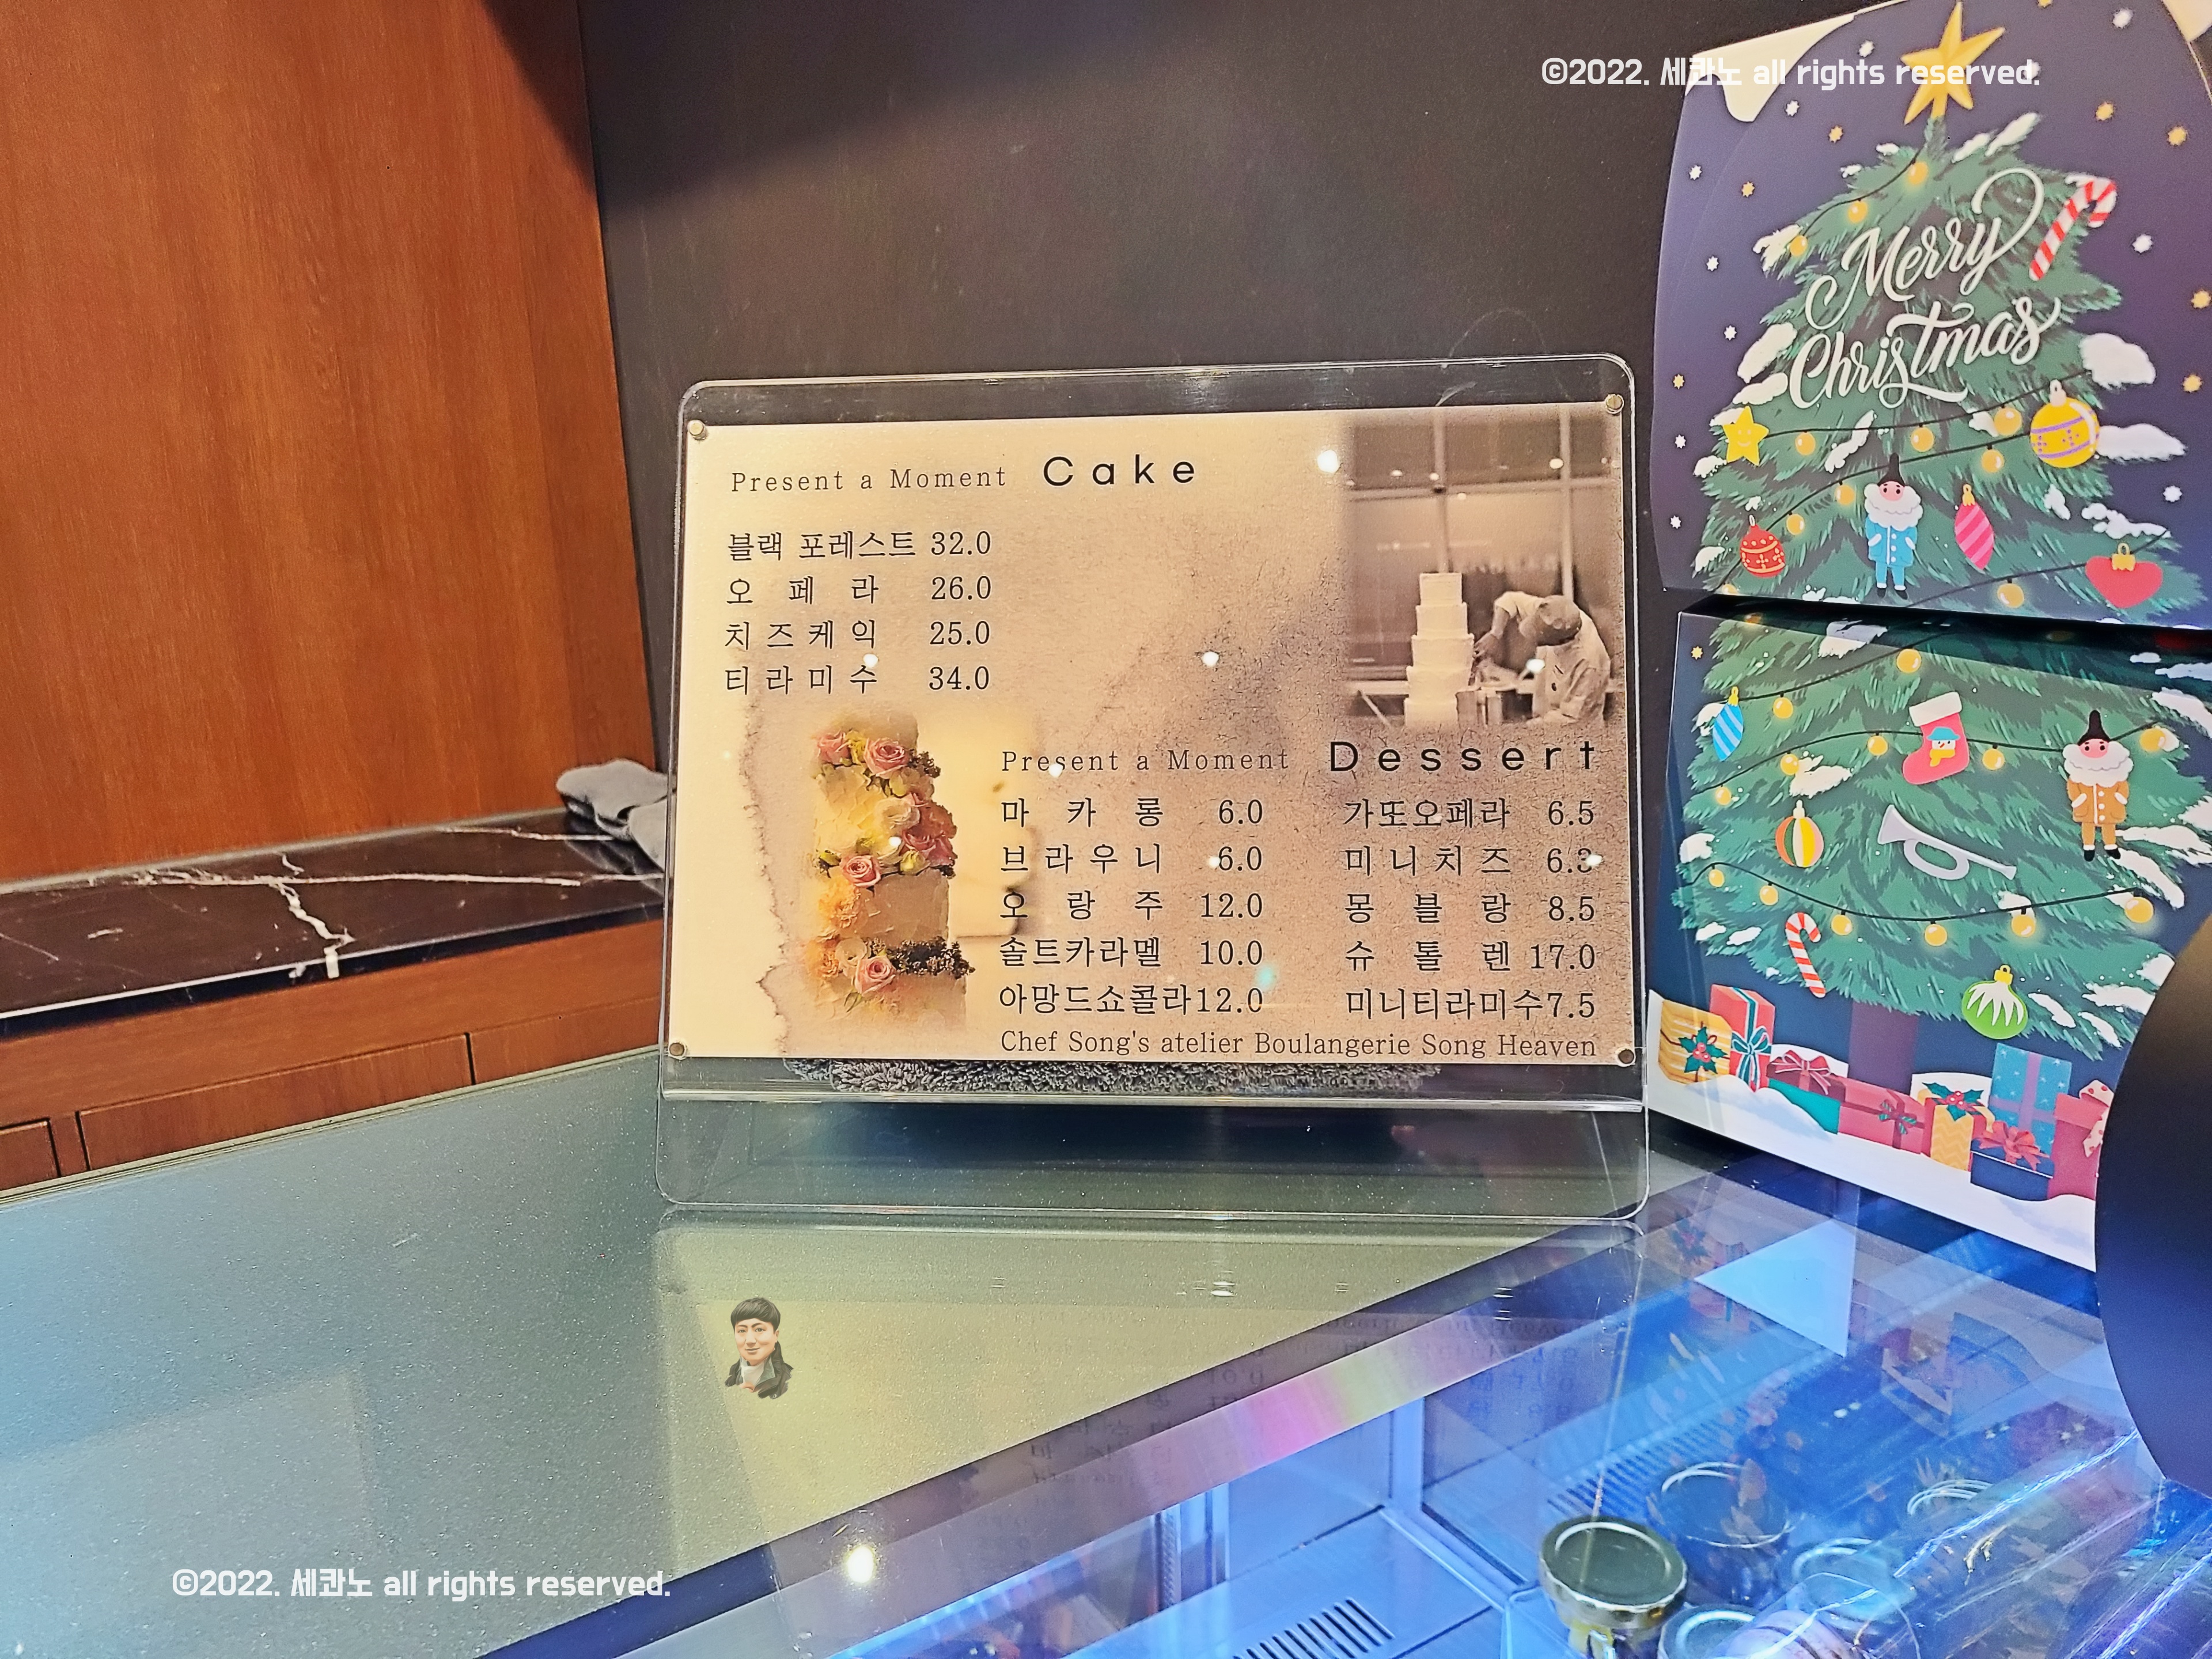 ©2022. 세콴노 all rights reserved.
Merry
Christmas
Present a Moment Cake
블랙 포레스트 32.0
오 페 라 26.0
치 즈 케 익 25.0
티 라 미 수 34.0
Present a Moment Dessert
마 카 롱 6.0
브 라 우 니 6.0
오 랑 주 12.0
솔트카라멜 10.0
아망드쇼콜라12.0
가또오페라 6.5
미 니 치 즈
몽 블 랑 8.5
슈 톨 렌 17.0
미니티라미수7.5
Chef Song's atelier Boulangerie Song Heaven
©2022. 세콴노 all rights reserved.